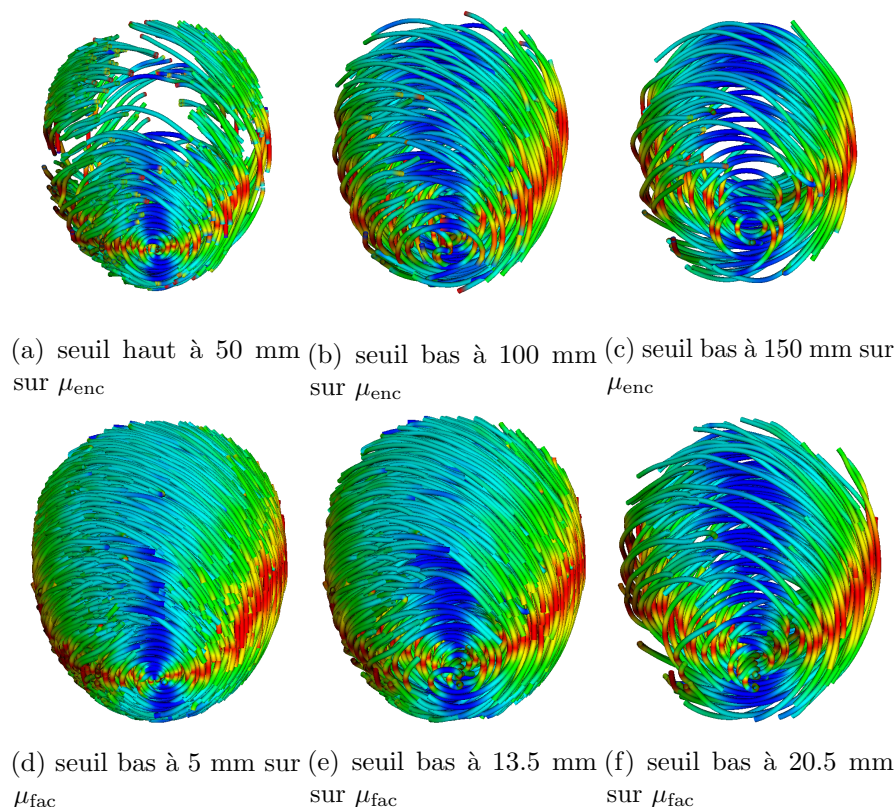 (a) seuil haut à 50 mm
sur μenc
(b) seuil bas à 100 mm
sur μenc
(c) seuil bas à 150 mm sur
μenc
(d) seuil bas à 5 mm sur
μfac
(e) seuil bas à 13.5 mm
sur μfac
(f) seuil bas à 20.5 mm
sur μfac